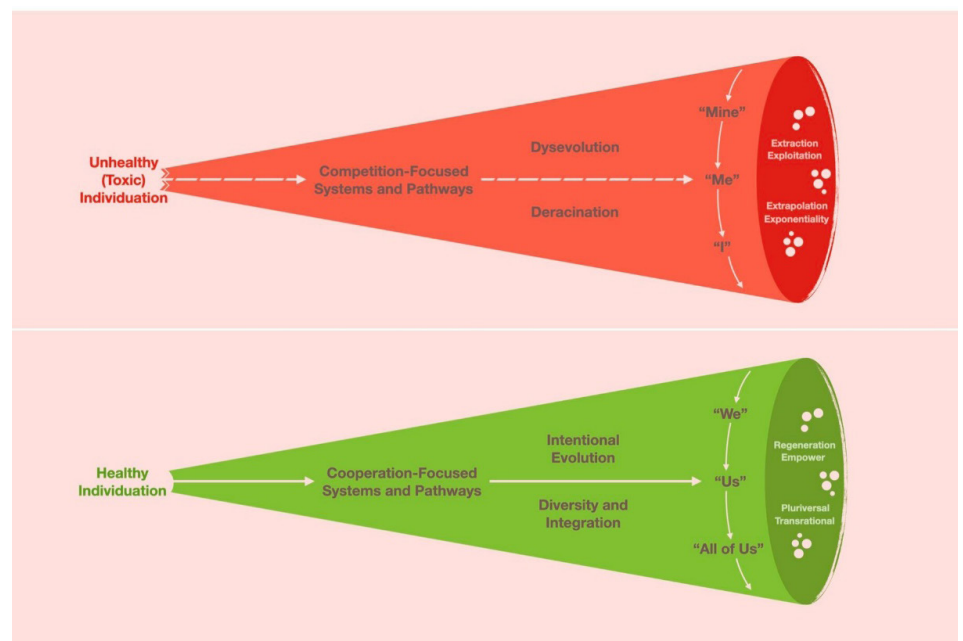 Unhealthy
(Toxic)
Individuation
Competition-Focused
Systems and Pathways
Dysevolution
Deracination
“Mine”
“Me”
“I”
Extraction
Exploitation
Extrapolation
Exponentiality
Healthy
Individuation
Cooperation-Focused
Systems and Pathways
Intentional
Evolution
Diversity and
Integration
“We”
“Us”
“All of Us”
Regeneration
Empower
Pluriversal
Transrational